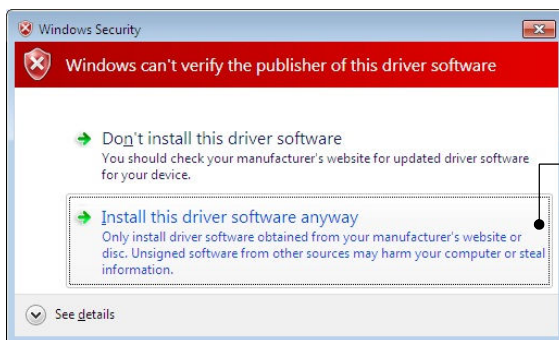 Windows Security
Windows can't verify the publisher of this driver software
Don't install this driver software
You should check your manufacturer's website for updated driver software
for your device.
Install this driver software anyway
Only install driver software obtained from your manufacturer's website or
disc. Unsigned software from other sources may harm your computer or steal
information.
See details